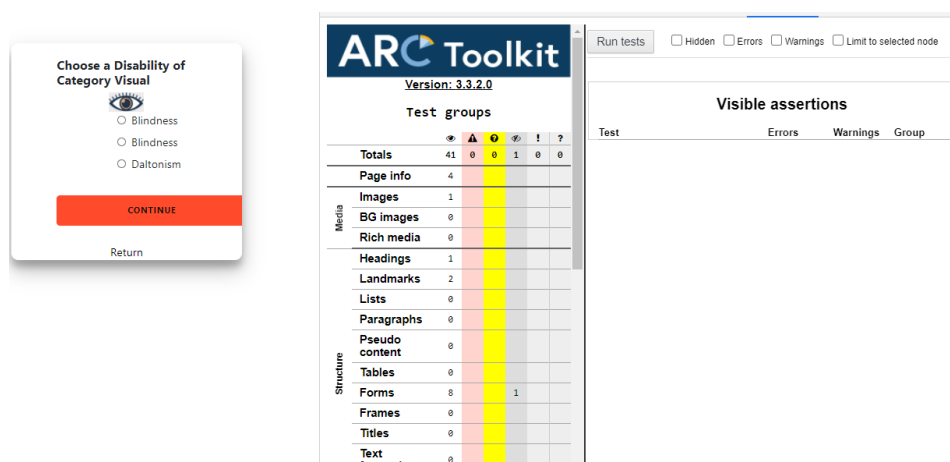 Choose a Disability of
Category Visual
Blindness
Blindness
Daltonism
CONTINUE
Return
ARC Toolkit
Version: 3.3.2.0
Test groups
! ?
Totals 41 0 0 1 0 0
Page info 4
Media
Images 1
BG images 0
Rich media 0
Structure
Headings 1
Landmarks 2
Lists 0
Paragraphs 0
Pseudo
content 0
Tables 0
Forms 8 1
Frames 0
Titles 0
Text
Run tests Hidden Errors Warnings Limit to selected node
Visible assertions
Test Errors Warnings Group